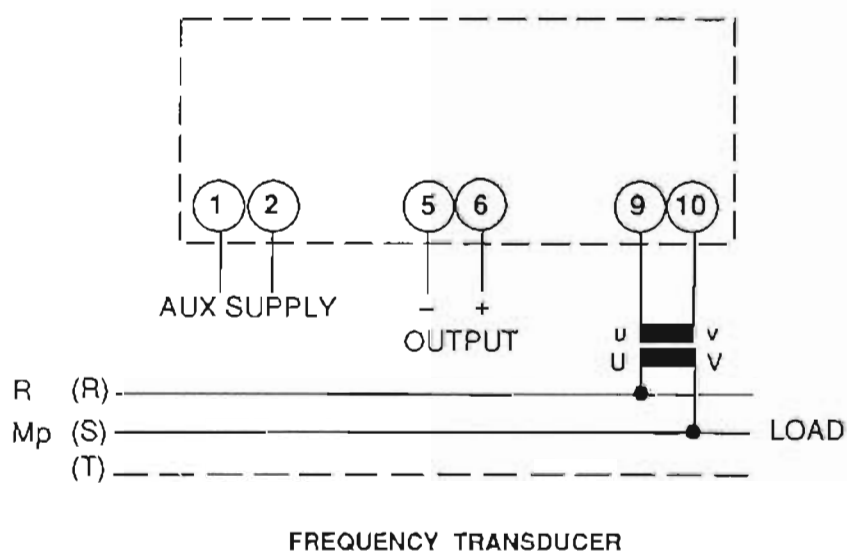 1 2 5 6 9 10
AUX SUPPLY - +
OUTPUT
u v
U V
R (R)
Mp (S) LOAD
(T)
FREQUENCY TRANSDUCER